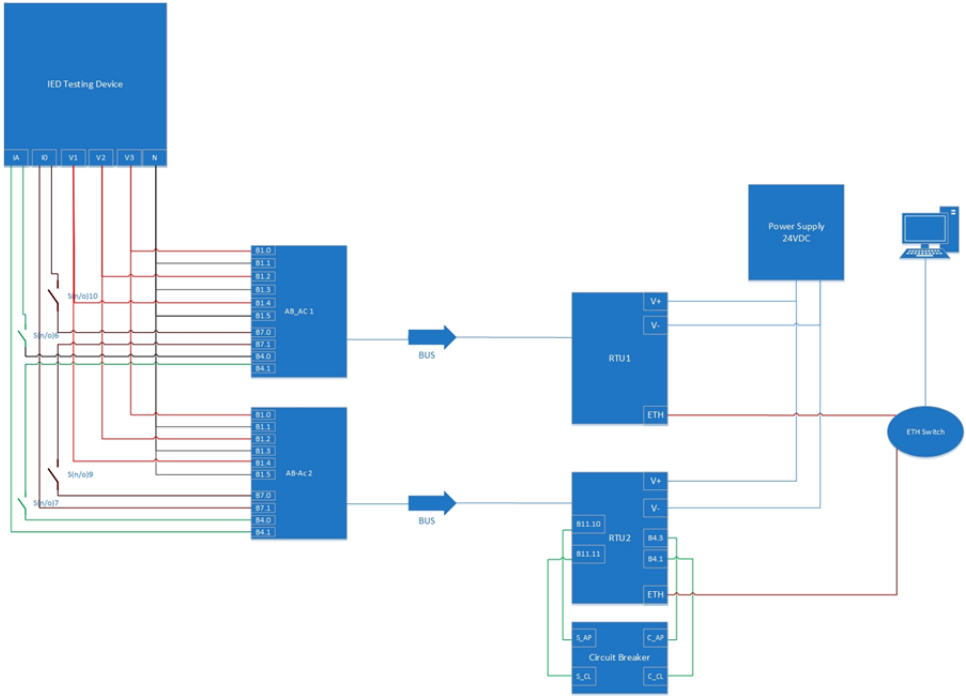 IED Testing Device
IA
I0
V1
V2
V3
N
S(n/o)10
S(n/o)6
B1.0
B1.1
B1.2
B1.3
B1.4
B1.5
B7.0
B7.1
B4.0
B4.1
AB_AC 1
BUS
Power Supply
24VDC
V+
V-
RTU1
ETH
ETH Switch
S(n/o)9
S(n/o)7
B1.0
B1.1
B1.2
B1.3
B1.4
B1.5
B7.0
B7.1
B4.0
B4.1
AB-Ac 2
BUS
V+
V-
B11.10
B11.11
RTU2
B4.3
B4.1
ETH
S_AP
C_AP
Circuit Breaker
S_CL
C_CL